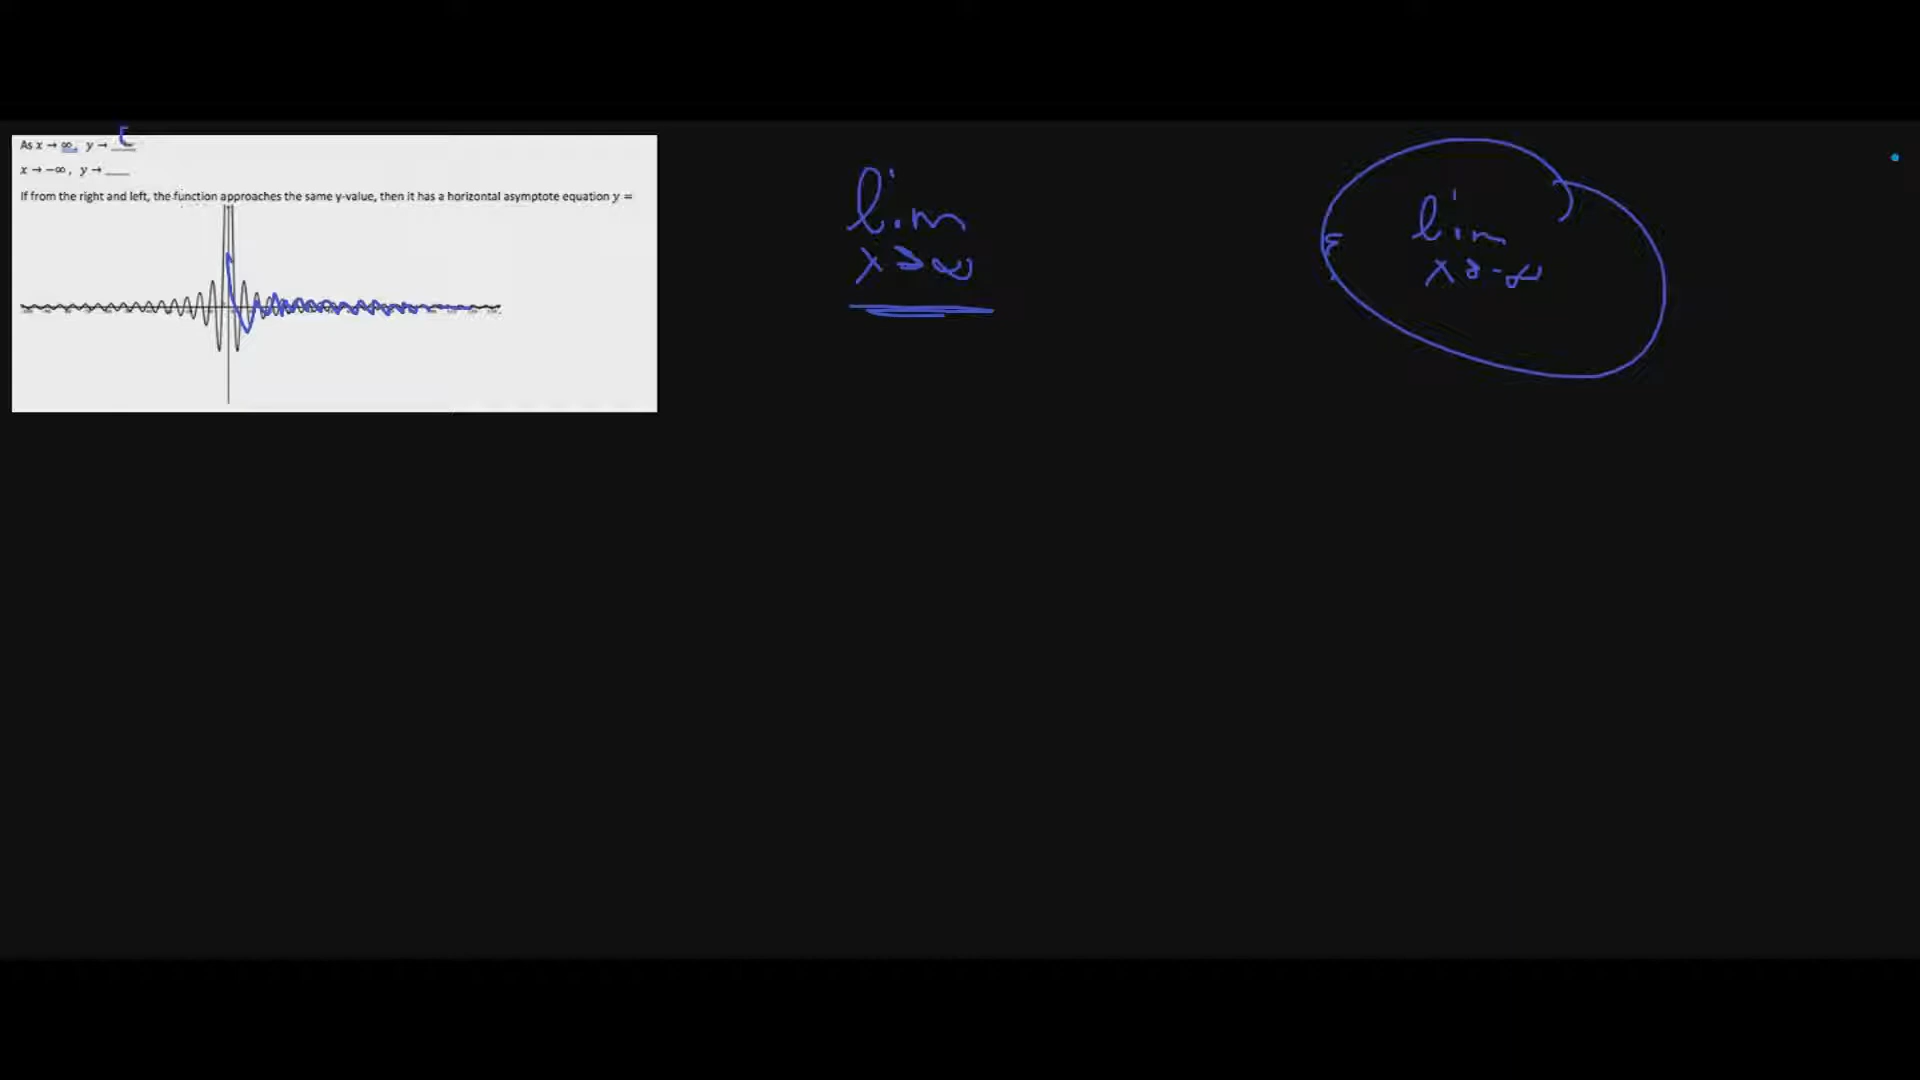 As x → ∞, y → ___
x → −∞, y → ___
If from the right and left, the function approaches the same y-value, then it has a horizontal asymptote equation y =
lim
x→∞
lim
x→-∞